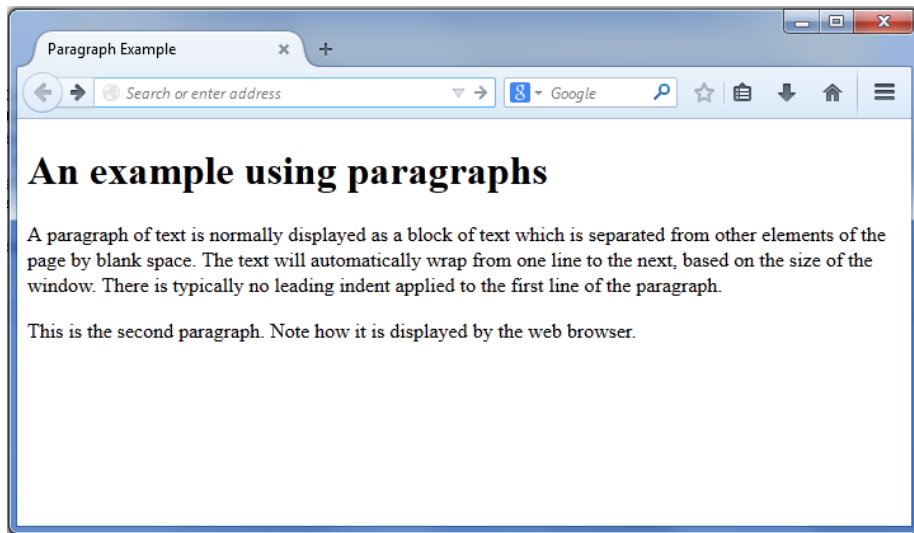 Paragraph Example
Search or enter address
8 Google
An example using paragraphs
A paragraph of text is normally displayed as a block of text which is separated from other elements of the
page by blank space. The text will automatically wrap from one line to the next, based on the size of the
window. There is typically no leading indent applied to the first line of the paragraph.
This is the second paragraph. Note how it is displayed by the web browser.